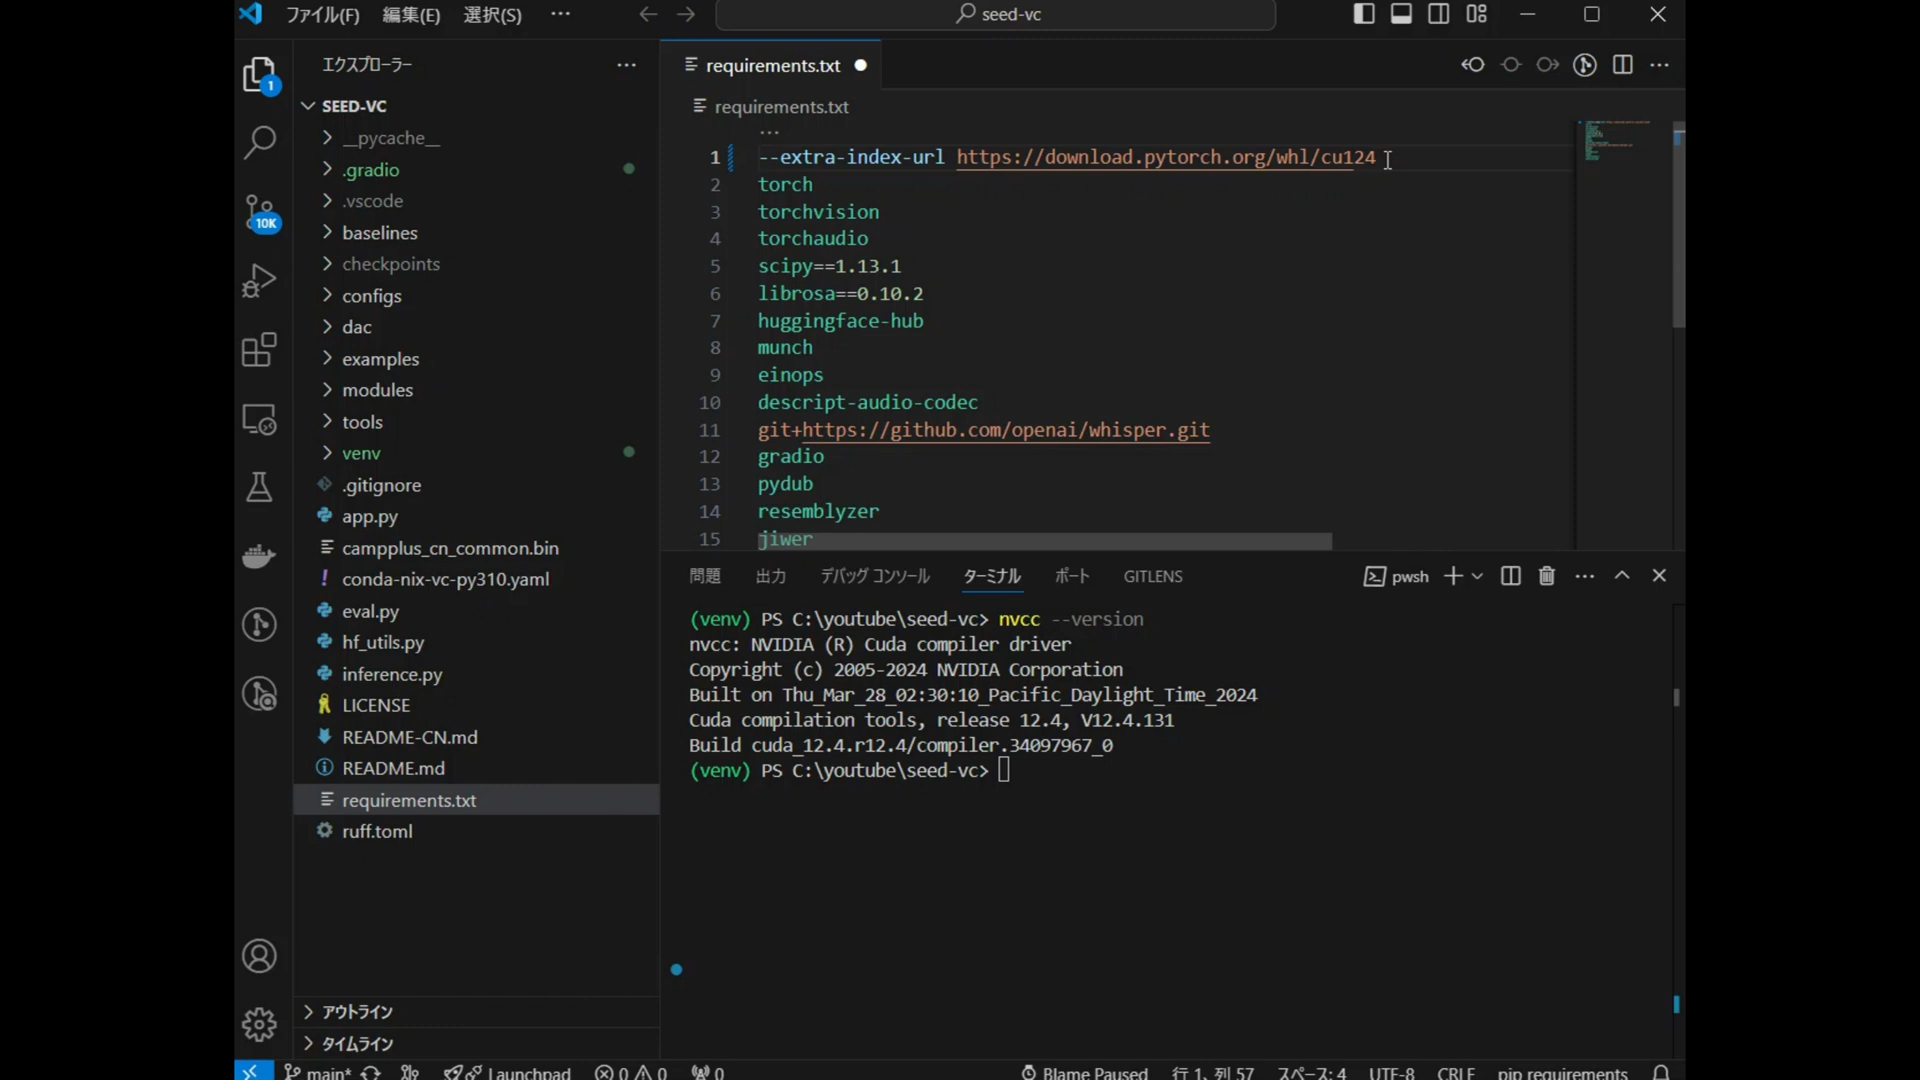 ファイル(F) 編集(E) 選択(S) ···
seed-vc
エクスプローラー
1
SEED-VC
__pycache__
.gradio
.vscode
10K
baselines
checkpoints
configs
dac
examples
modules
tools
venv
.gitignore
app.py
campplus_cn_common.bin
conda-nix-vc-py310.yaml
eval.py
hf_utils.py
inference.py
LICENSE
README-CN.md
README.md
requirements.txt
ruff.toml
アウトライン
タイムライン
requirements.txt
requirements.txt
...
1 --extra-index-url https://download.pytorch.org/whl/cu124
2 torch
3 torchvision
4 torchaudio
5 scipy==1.13.1
6 librosa==0.10.2
7 huggingface-hub
8 munch
9 einops
10 descript-audio-codec
11 git+https://github.com/openai/whisper.git
12 gradio
13 pydub
14 resemblyzer
15 jiwer
問題 出力 デバッグ コンソール ターミナル ポート GITLENS
pwsh
(venv) PS C:\youtube\seed-vc> nvcc --version
nvcc: NVIDIA (R) Cuda compiler driver
Copyright (c) 2005-2024 NVIDIA Corporation
Built on Thu_Mar_28_02:30:10_Pacific_Daylight_Time_2024
Cuda compilation tools, release 12.4, V12.4.131
Build cuda_12.4.r12.4/compiler.34097967_0
(venv) PS C:\youtube\seed-vc>
main* Launchpad 0 0 0 Blame Paused 行 1, 列 57 スペース: 4 UTF-8 CRLF pip requirements